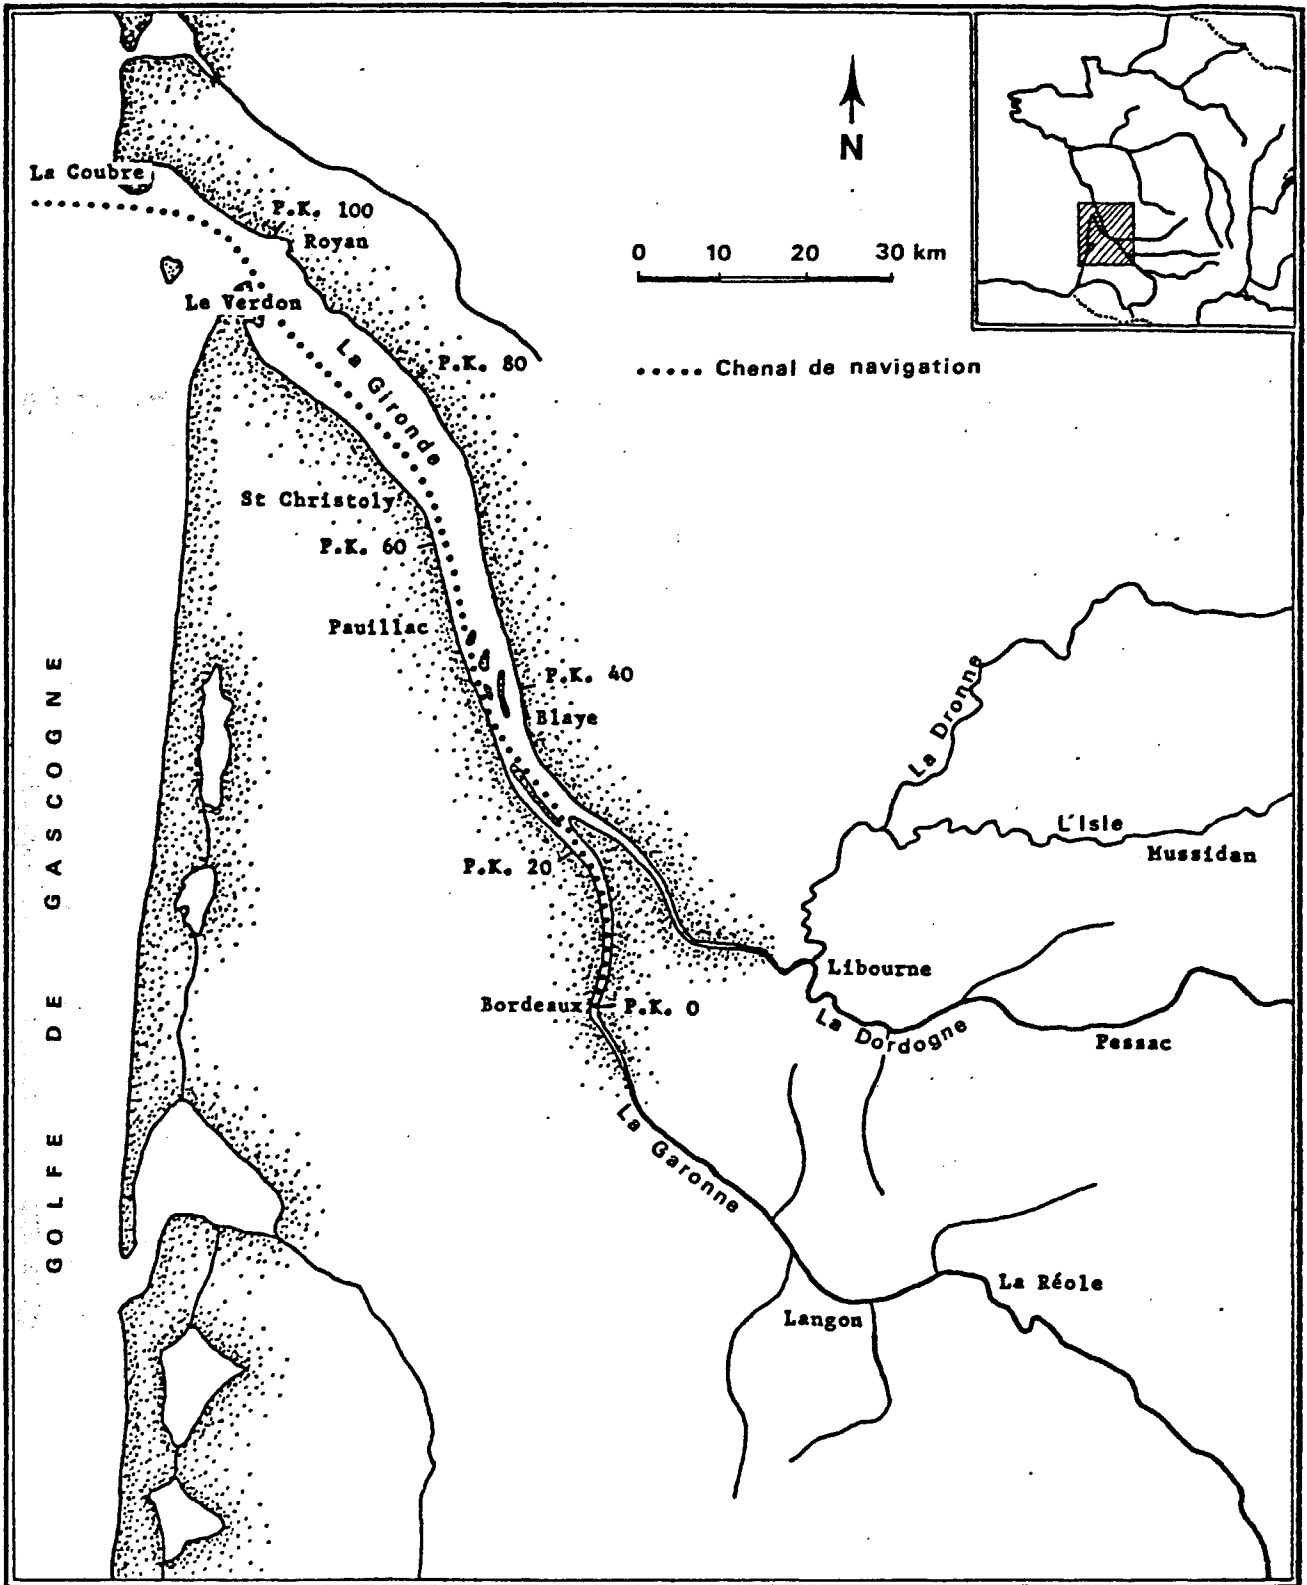 N
La Coubre
P.K. 100
Royan
0 10 20 30 km
Le Verdon
La Gironde
P.K. 80
..... Chenal de navigation
St Christoly
P.K. 60
Pauillac
P.K. 40
Blaye
La Dronne
L'Isle
Mussidan
P.K. 20
Libourne
Bordeaux
P.K. 0
La Dordogne
Pessac
La Garonne
La Réole
Langon
GOLFE DE GASCOGNE